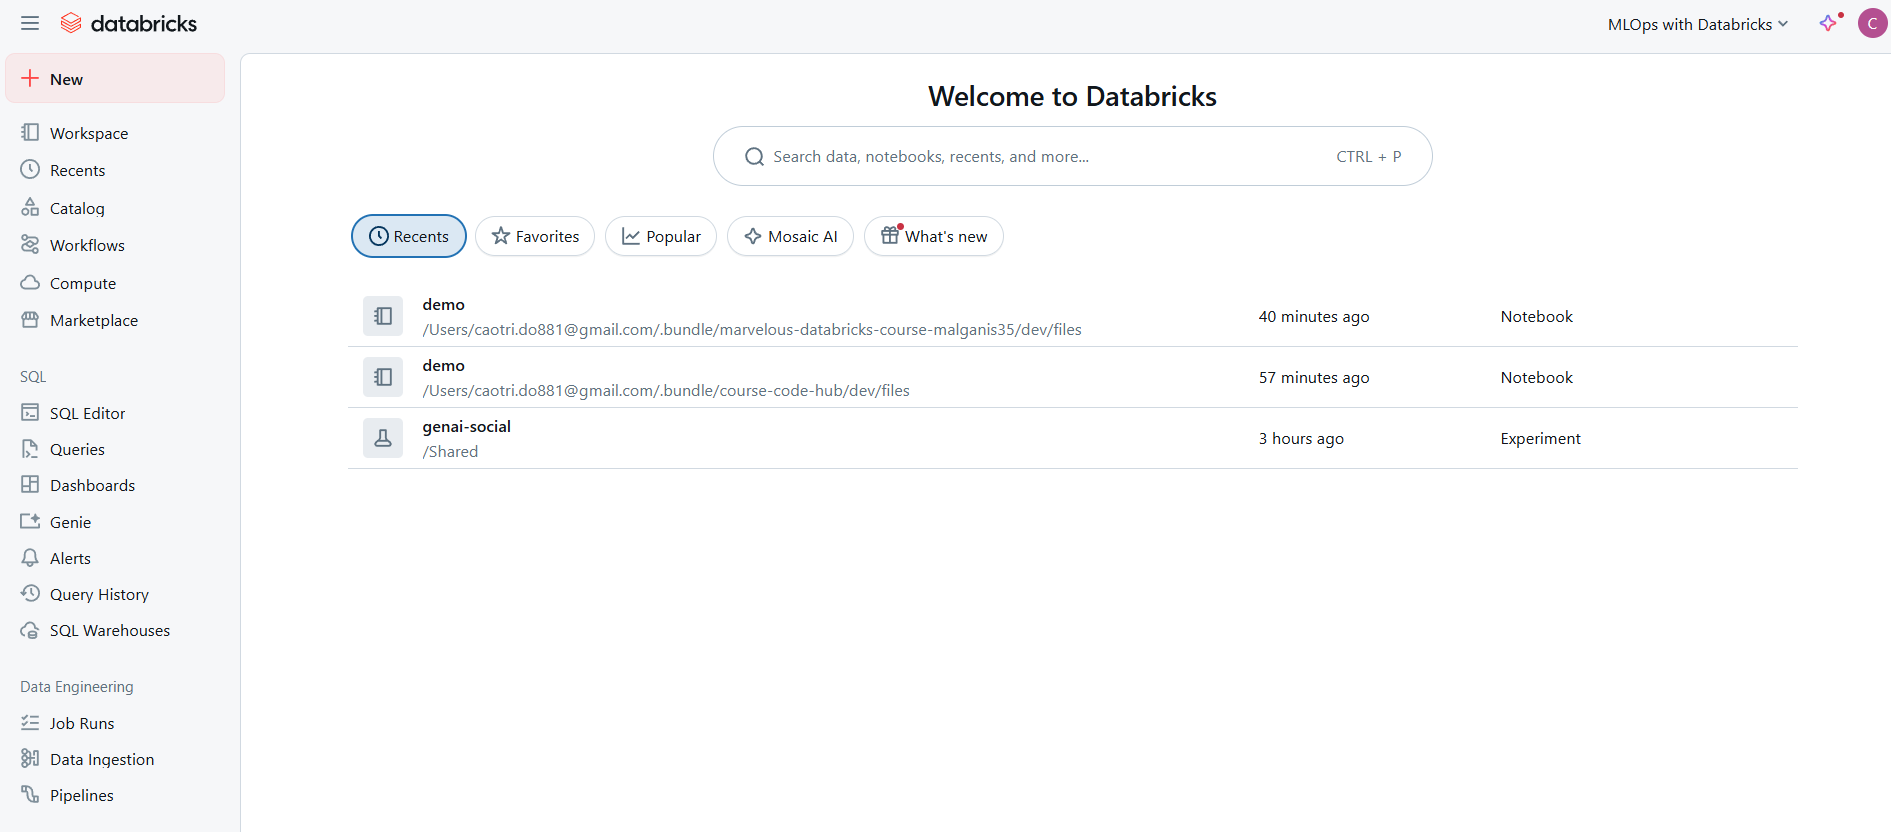 databricks
MLOps with Databricks
C
New
Workspace
Recents
Catalog
Workflows
Compute
Marketplace
SQL
SQL Editor
Queries
Dashboards
Genie
Alerts
Query History
SQL Warehouses
Data Engineering
Job Runs
Data Ingestion
Pipelines
Welcome to Databricks
Search data, notebooks, recents, and more... CTRL + P
Recents Favorites Popular Mosaic AI What's new
demo
/Users/caotri.do881@gmail.com/.bundle/marvelous-databricks-course-malganis35/dev/files
40 minutes ago
Notebook
demo
/Users/caotri.do881@gmail.com/.bundle/course-code-hub/dev/files
57 minutes ago
Notebook
genai-social
/Shared
3 hours ago
Experiment